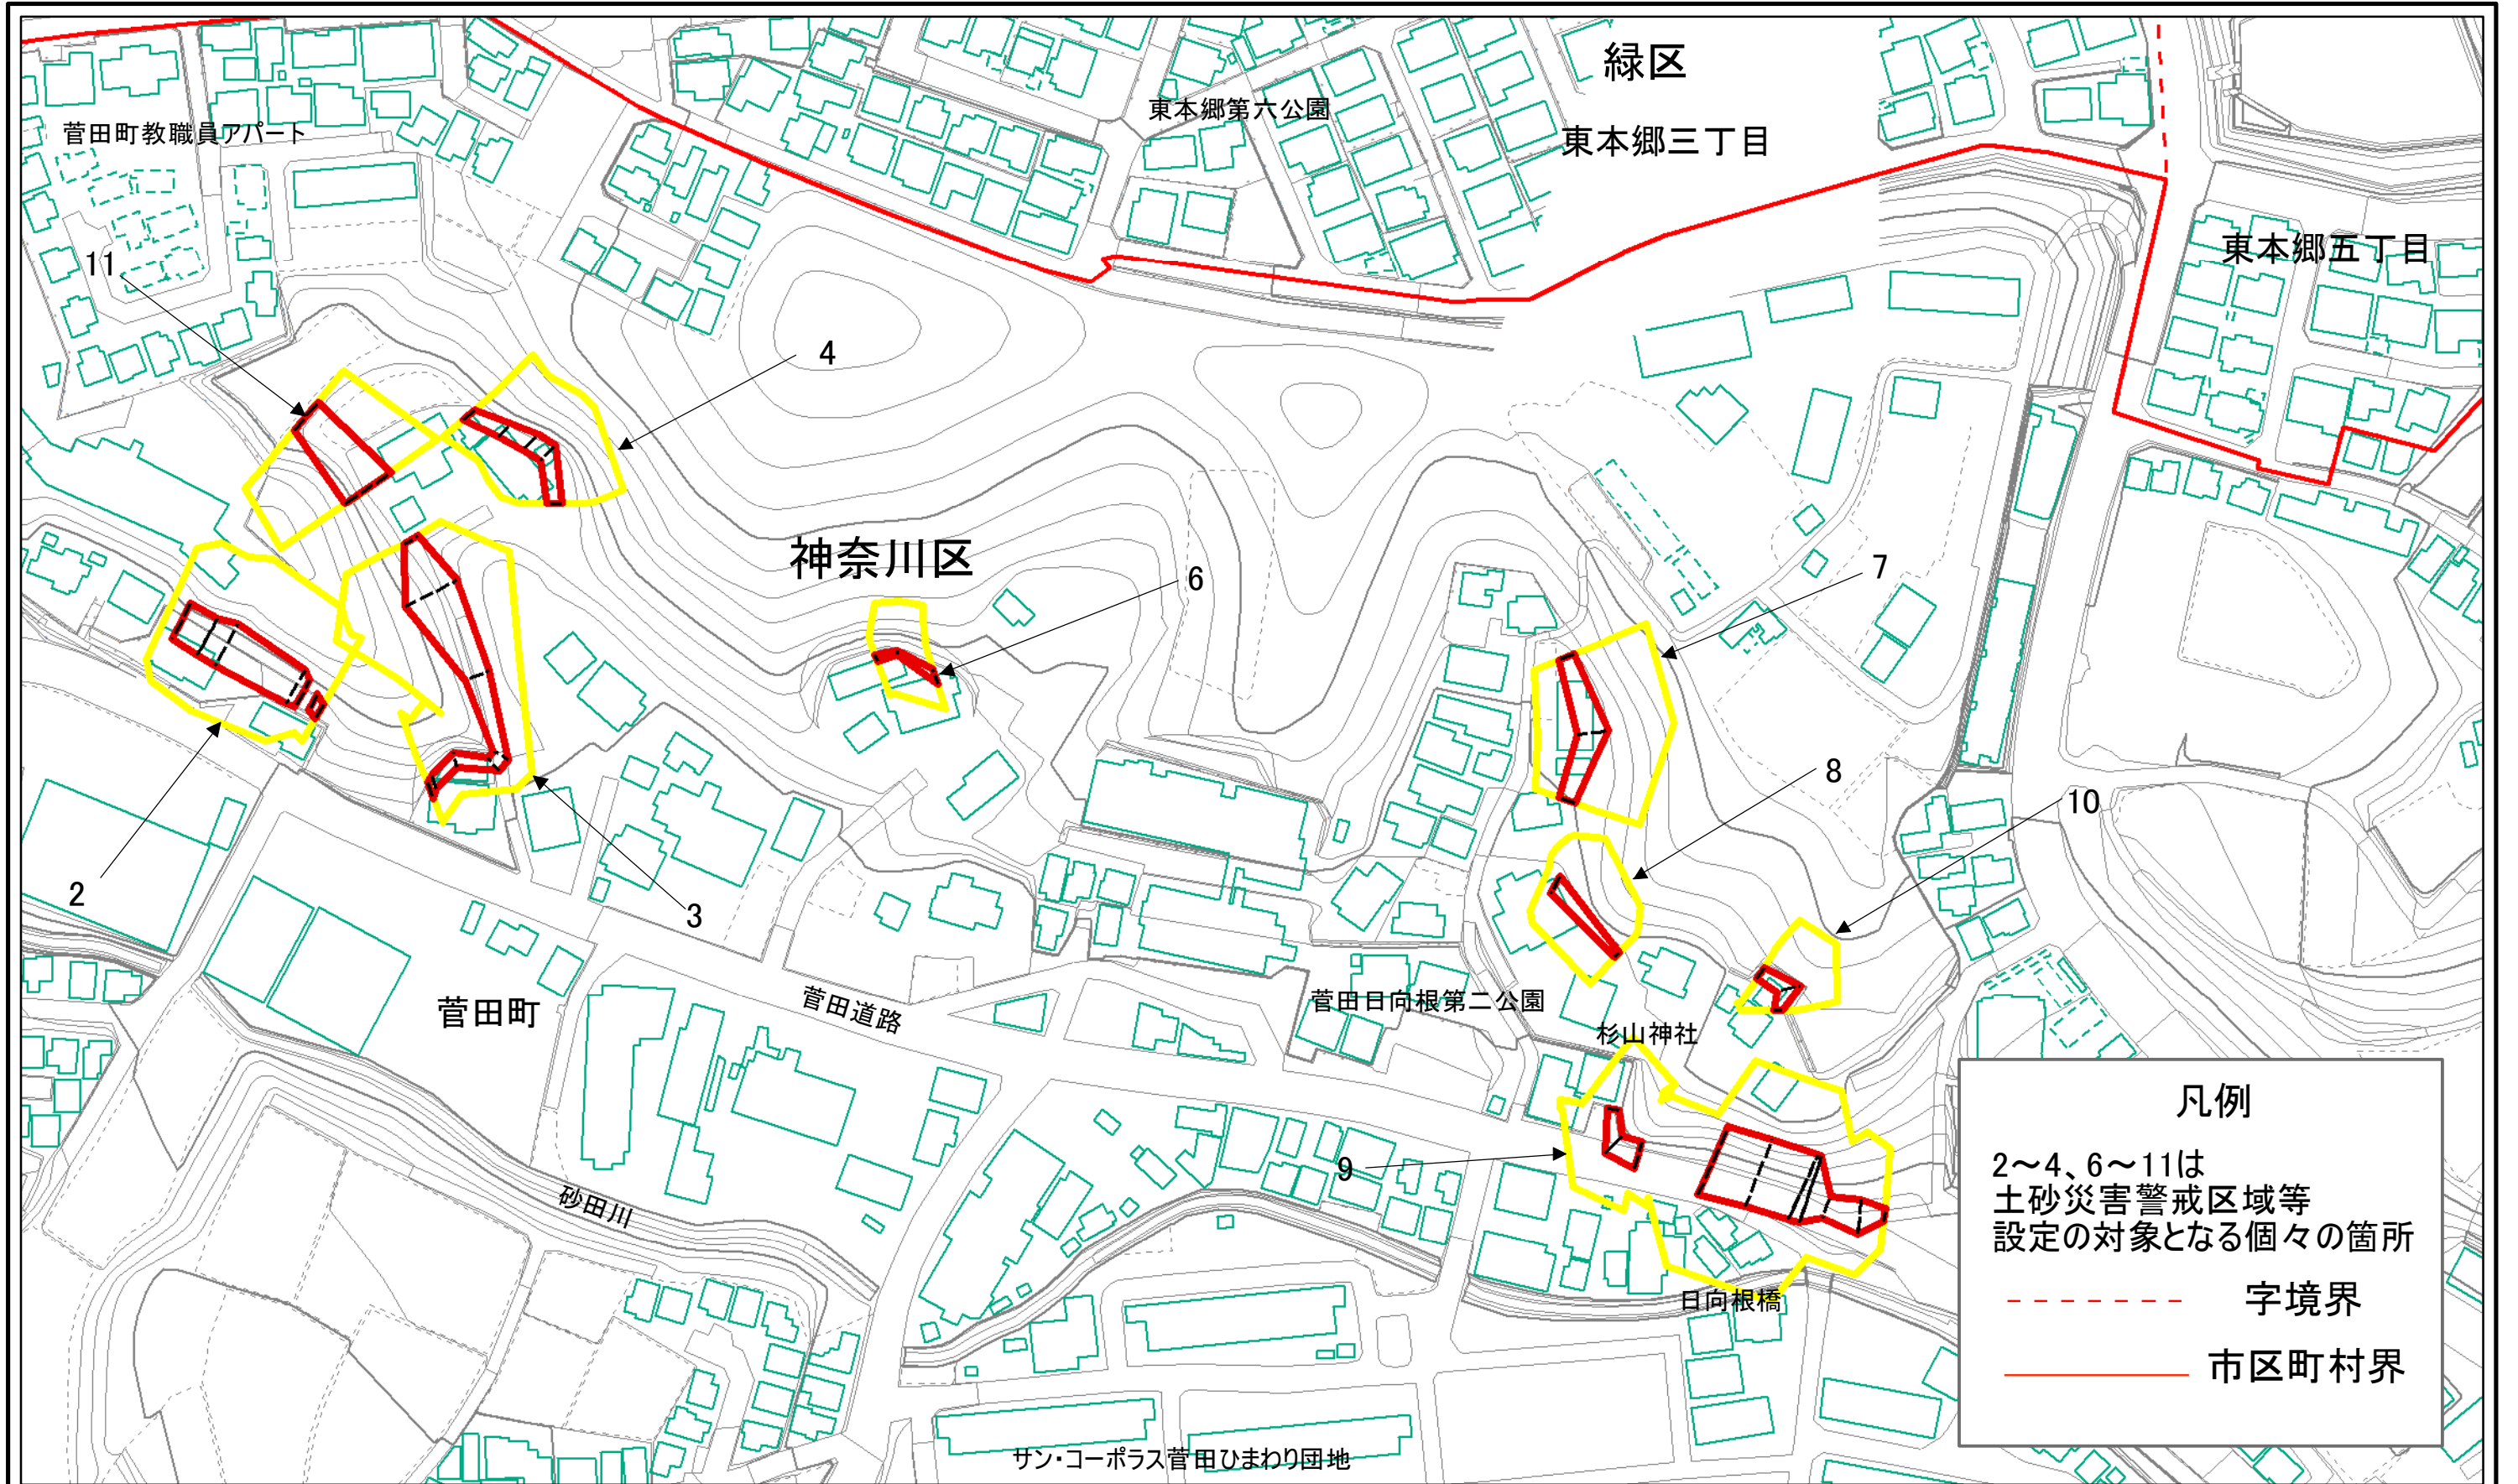 緑区
東本郷第六公園
菅田町教職員アパート
東本郷三丁目
東本郷五丁目
11
4
神奈川区
6
7
8
10
2
3
菅田町
菅田道路
菅田日向根第二公園
杉山神社
9
砂田川
日向根橋
サン・コーポラス菅田ひまわり団地
凡例
2～4、6～11は
土砂災害警戒区域等
設定の対象となる個々の箇所
字境界
市区町村界